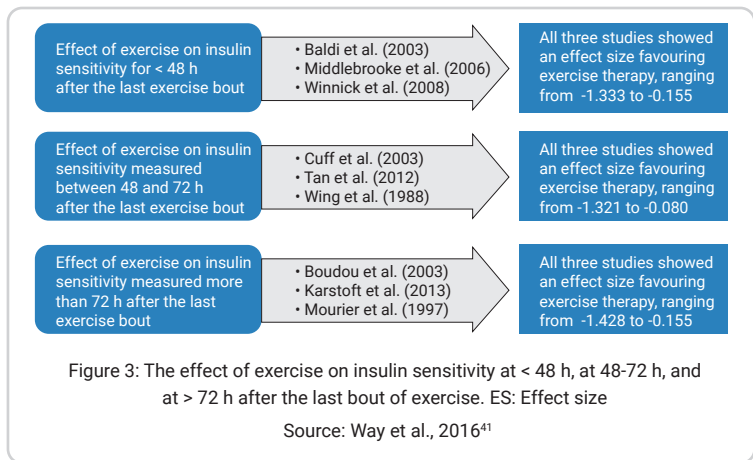 Effect of exercise on insulin
sensitivity for < 48 h
after the last exercise bout
• Baldi et al. (2003)
• Middlebrooke et al. (2006)
• Winnick et al. (2008)
All three studies showed
an effect size favouring
exercise therapy, ranging
from -1.333 to -0.155
Effect of exercise on insulin
sensitivity measured
between 48 and 72 h
after the last exercise bout
• Cuff et al. (2003)
• Tan et al. (2012)
• Wing et al. (1988)
All three studies showed
an effect size favouring
exercise therapy, ranging
from -1.321 to -0.080
Effect of exercise on insulin
sensitivity measured more
than 72 h after the last
exercise bout
• Boudou et al. (2003)
• Karstoft et al. (2013)
• Mourier et al. (1997)
All three studies showed
an effect size favouring
exercise therapy, ranging
from -1.428 to -0.155
Figure 3: The effect of exercise on insulin sensitivity at < 48 h, at 48-72 h, and
at > 72 h after the last bout of exercise. ES: Effect size
Source: Way et al., 2016⁴¹